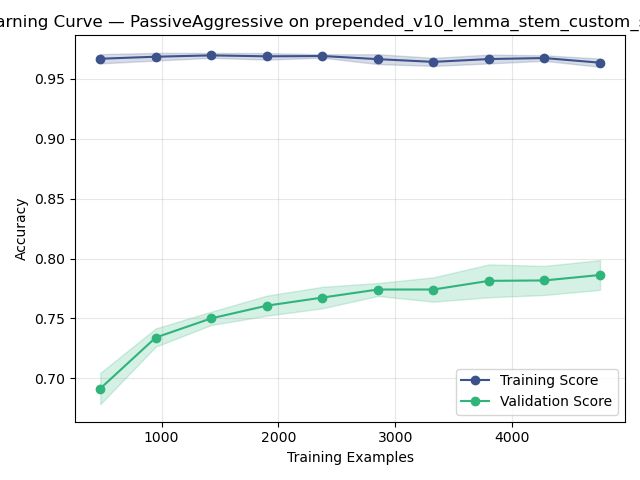 arning Curve — PassiveAggressive on prepended_v10_lemma_stem_custom_s
0.95
0.90
0.85
0.80
0.75
0.70
Accuracy
1000
2000
3000
4000
Training Examples
Training Score
Validation Score